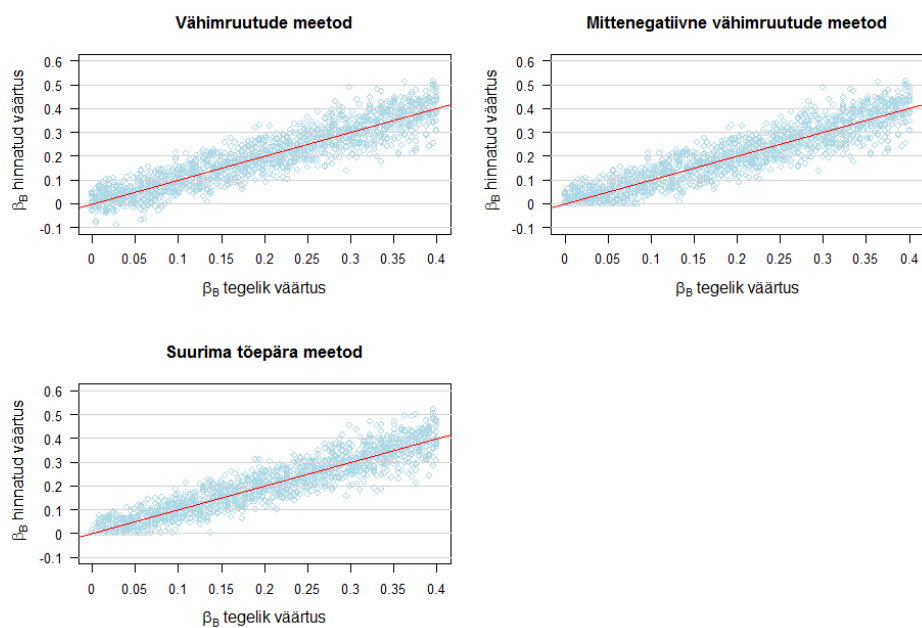 Vähimruutude meetod
β_B hinnatud väärtus
0.6
0.5
0.4
0.3
0.2
0.1
0
-0.1
0 0.05 0.1 0.15 0.2 0.25 0.3 0.35 0.4
β_B tegelik väärtus
Mittenegatiivne vähimruutude meetod
β_B hinnatud väärtus
0.6
0.5
0.4
0.3
0.2
0.1
0
-0.1
0 0.05 0.1 0.15 0.2 0.25 0.3 0.35 0.4
β_B tegelik väärtus
Suurima tõepära meetod
β_B hinnatud väärtus
0.6
0.5
0.4
0.3
0.2
0.1
0
-0.1
0 0.05 0.1 0.15 0.2 0.25 0.3 0.35 0.4
β_B tegelik väärtus